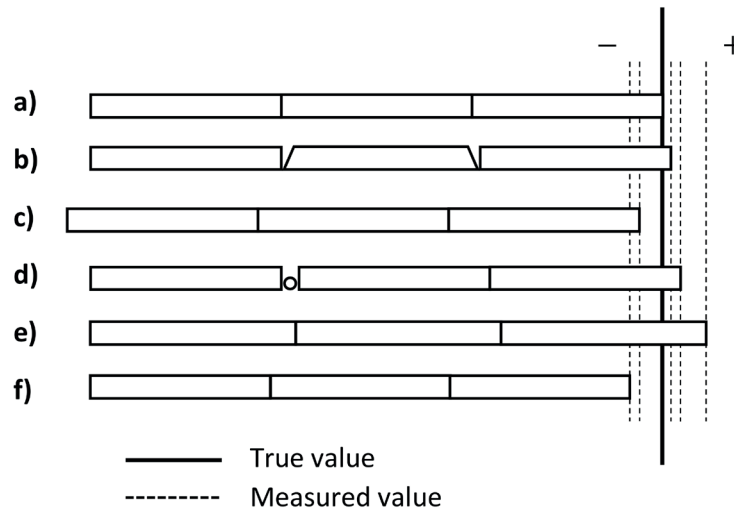 − +
a)
b)
c)
d)
e)
f)
True value
Measured value